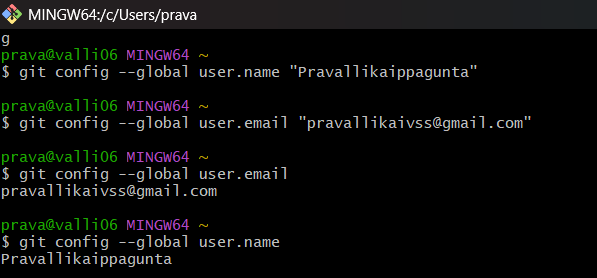 MINGW64:/c/Users/prava
g
prava@valli06 MINGW64 ~
$ git config --global user.name "Pravallikaippagunta"
prava@valli06 MINGW64 ~
$ git config --global user.email "pravallikaivss@gmail.com"
prava@valli06 MINGW64 ~
$ git config --global user.email
pravallikaivss@gmail.com
prava@valli06 MINGW64 ~
$ git config --global user.name
Pravallikaippagunta